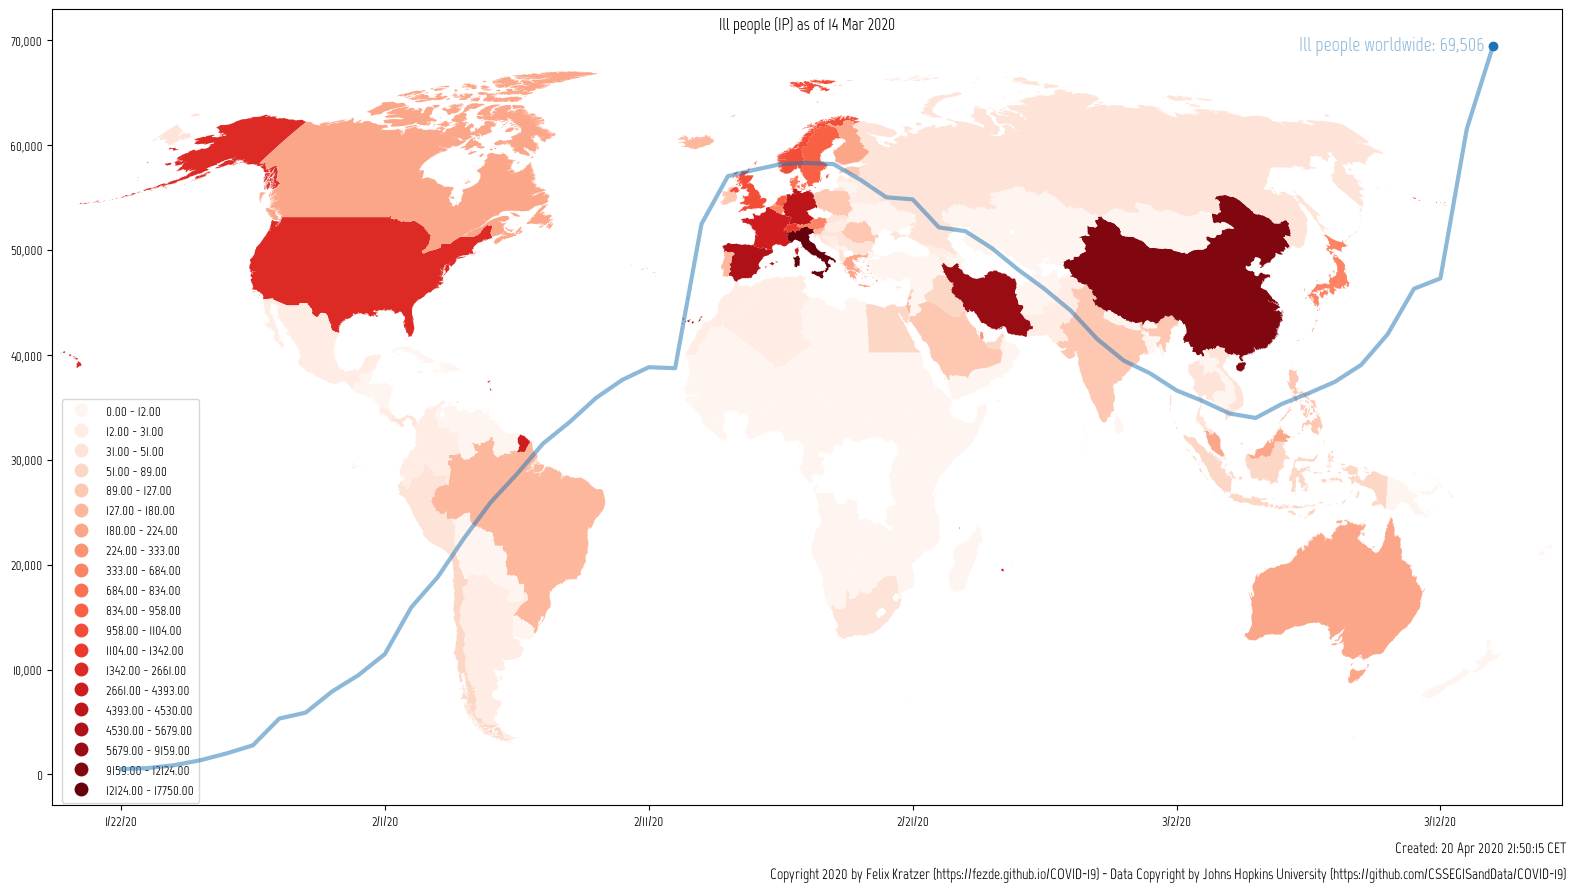 Ill people (IP) as of 14 Mar 2020
70,000
Ill people worldwide: 69,506
60,000
50,000
40,000
30,000
20,000
10,000
0
0.00 - 12.00
12.00 - 31.00
31.00 - 51.00
51.00 - 89.00
89.00 - 127.00
127.00 - 180.00
180.00 - 224.00
224.00 - 333.00
333.00 - 684.00
684.00 - 834.00
834.00 - 958.00
958.00 - 1104.00
1104.00 - 1342.00
1342.00 - 2661.00
2661.00 - 4393.00
4393.00 - 4530.00
4530.00 - 5679.00
5679.00 - 9159.00
9159.00 - 12124.00
12124.00 - 17750.00
1/22/20 2/1/20 2/11/20 2/21/20 3/2/20 3/12/20
Created: 20 Apr 2020 21:50:15 CET
Copyright 2020 by Felix Kratzer (https://fezde.github.io/COVID-19) - Data Copyright by Johns Hopkins University (https://github.com/CSSEGISandData/COVID-19)